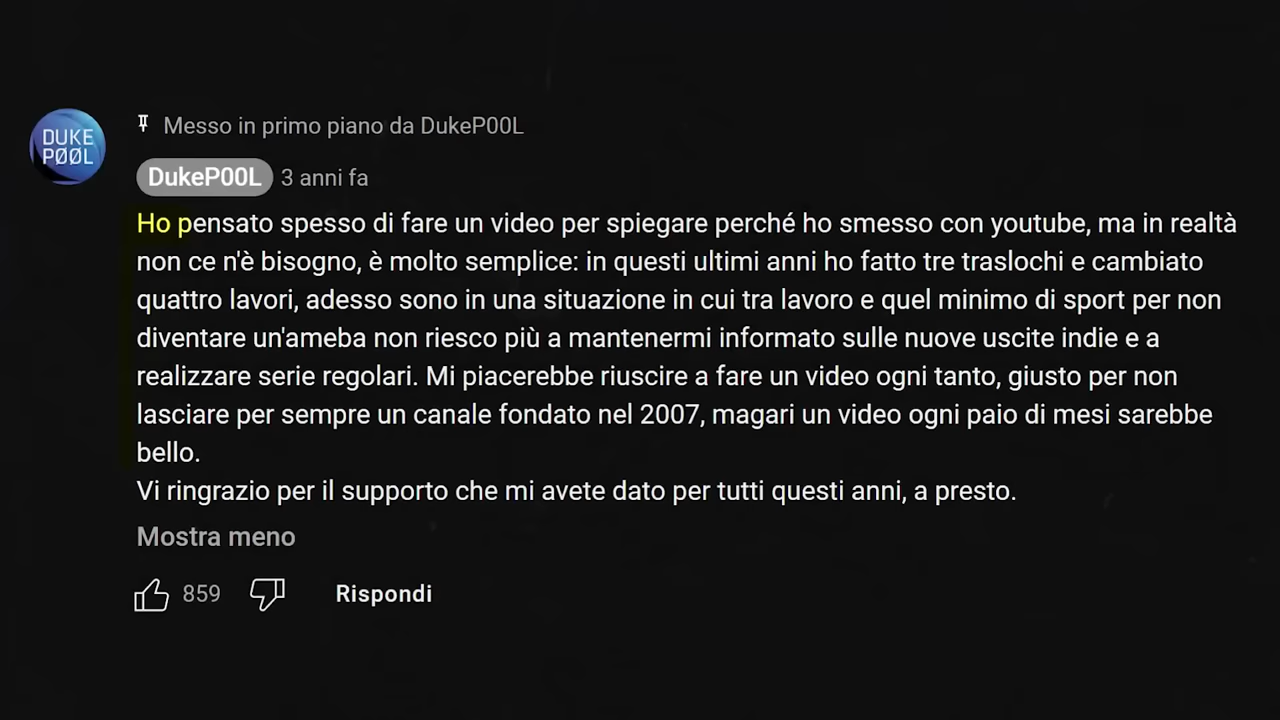 DUKE
PØØL
Messo in primo piano da DukeP00L
DukeP00L 3 anni fa
Ho pensato spesso di fare un video per spiegare perché ho smesso con youtube, ma in realtà
non ce n'è bisogno, è molto semplice: in questi ultimi anni ho fatto tre traslochi e cambiato
quattro lavori, adesso sono in una situazione in cui tra lavoro e quel minimo di sport per non
diventare un'ameba non riesco più a mantenermi informato sulle nuove uscite indie e a
realizzare serie regolari. Mi piacerebbe riuscire a fare un video ogni tanto, giusto per non
lasciare per sempre un canale fondato nel 2007, magari un video ogni paio di mesi sarebbe
bello.
Vi ringrazio per il supporto che mi avete dato per tutti questi anni, a presto.
Mostra meno
859 Rispondi